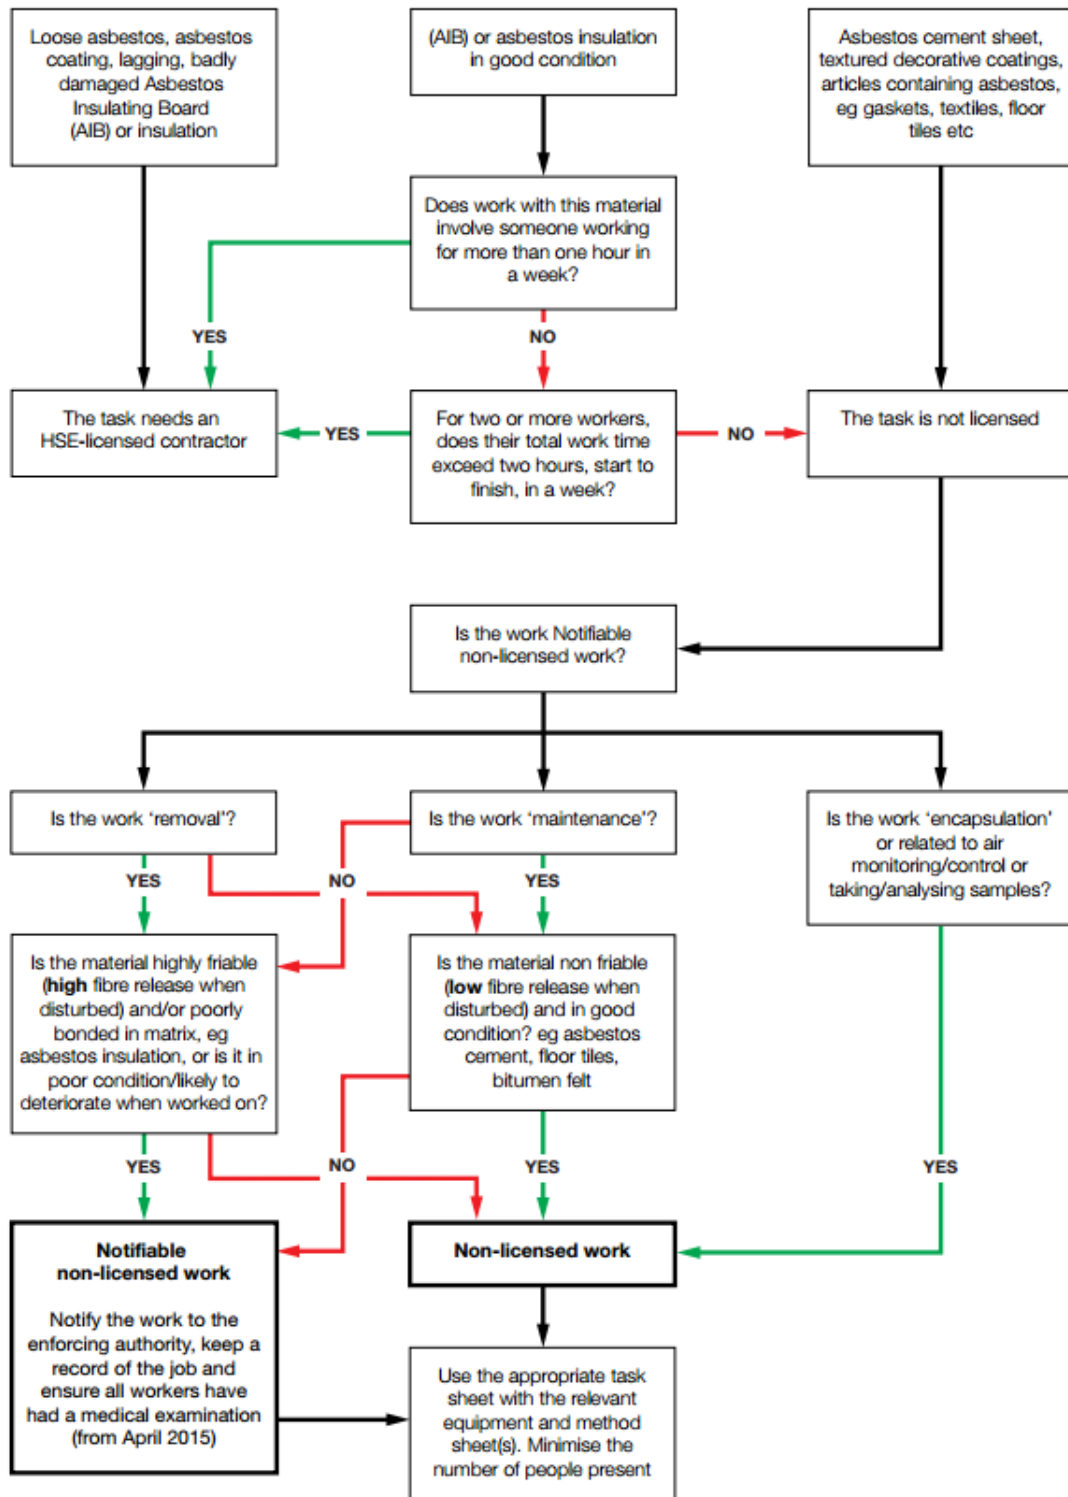 Loose asbestos, asbestos
coating, lagging, badly
damaged Asbestos
Insulating Board
(AIB) or insulation
(AIB) or asbestos insulation
in good condition
Asbestos cement sheet,
textured decorative coatings,
articles containing asbestos,
eg gaskets, textiles, floor
tiles etc
Does work with this material
involve someone working
for more than one hour in
a week?
YES
NO
The task needs an
HSE-licensed contractor
YES
For two or more workers,
does their total work time
exceed two hours, start to
finish, in a week?
NO
The task is not licensed
Is the work Notifiable
non-licensed work?
Is the work ‘removal’?
Is the work ‘maintenance’?
Is the work ‘encapsulation’
or related to air
monitoring/control or
taking/analysing samples?
YES
NO
YES
Is the material highly friable
(high fibre release when
disturbed) and/or poorly
bonded in matrix, eg
asbestos insulation, or is it in
poor condition/likely to
deteriorate when worked on?
Is the material non friable
(low fibre release when
disturbed) and in good
condition? eg asbestos
cement, floor tiles,
bitumen felt
YES
NO
YES
YES
Notifiable
non-licensed work
Notify the work to the
enforcing authority, keep a
record of the job and
ensure all workers have
had a medical examination
(from April 2015)
Non-licensed work
Use the appropriate task
sheet with the relevant
equipment and method
sheet(s). Minimise the
number of people present